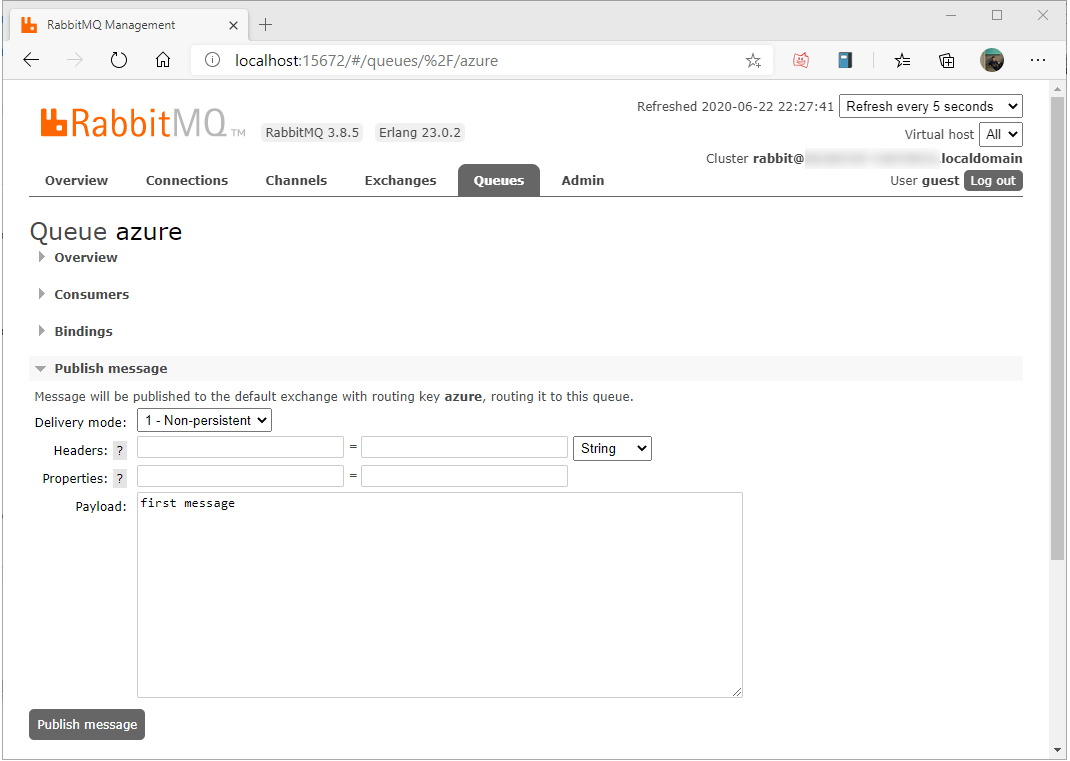 RabbitMQ Management
localhost:15672/#/queues/%2F/azure
Refreshed 2020-06-22 22:27:41 Refresh every 5 seconds
RabbitMQ TM RabbitMQ 3.8.5 Erlang 23.0.2
Virtual host All
Cluster rabbit@ .localdomain
User guest Log out
Overview Connections Channels Exchanges Queues Admin
Queue azure
Overview
Consumers
Bindings
Publish message
Message will be published to the default exchange with routing key azure, routing it to this queue.
Delivery mode: 1 - Non-persistent
Headers: ? = String
Properties: ? =
Payload: first message
Publish message